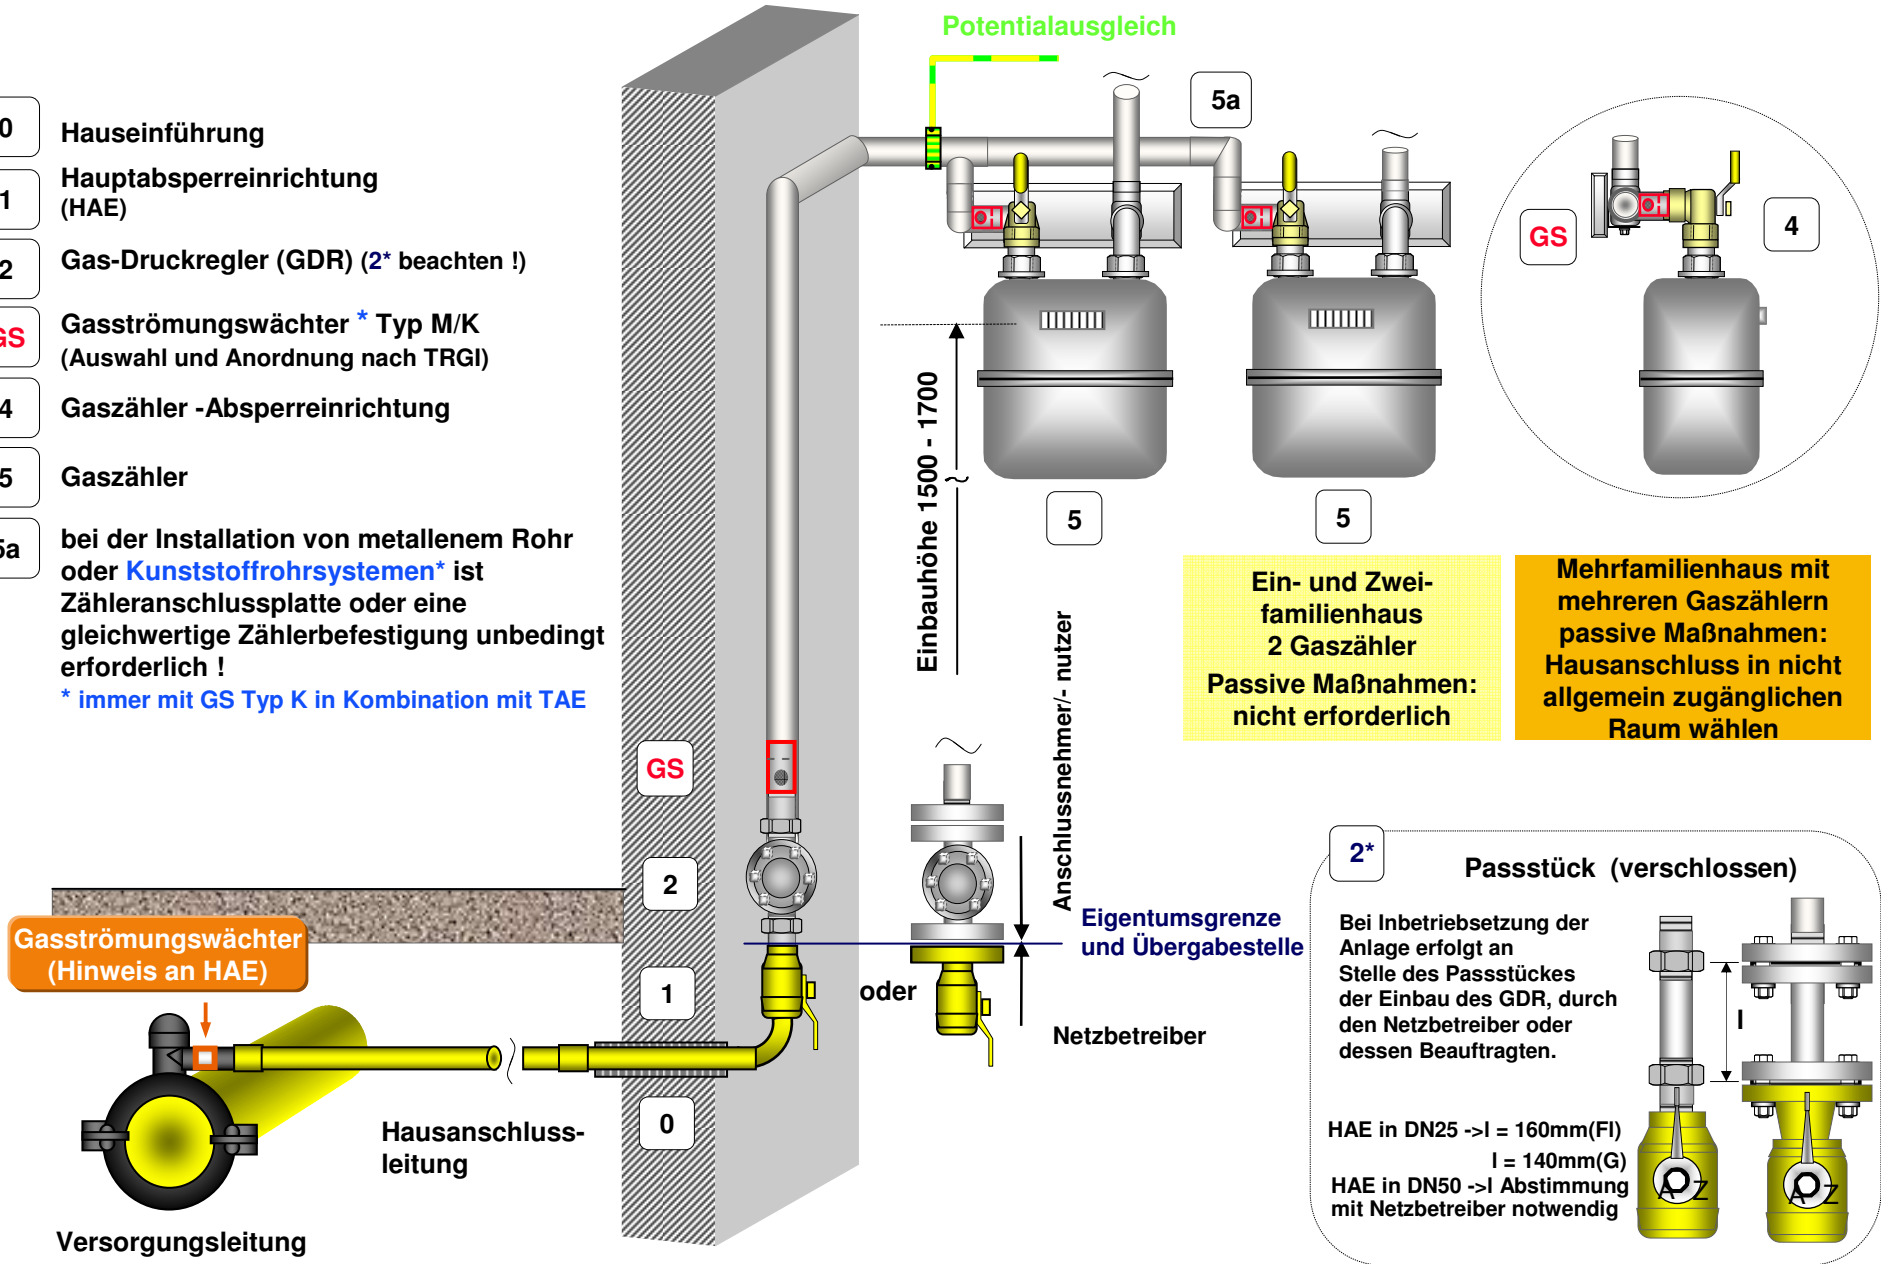 Potentialausgleich
0
Hauseinführung
1
Hauptabsperreinrichtung
(HAE)
2
Gas-Druckregler (GDR) (2* beachten !)
GS
Gasströmungswächter * Typ M/K
(Auswahl und Anordnung nach TRGI)
4
Gaszähler -Absperreinrichtung
5
Gaszähler
5a
bei der Installation von metallenem Rohr
oder Kunststoffrohrsystemen* ist
Zähleranschlussplatte oder eine
gleichwertige Zählerbefestigung unbedingt
erforderlich !
* immer mit GS Typ K in Kombination mit TAE
5a
GS
4
Einbauhöhe 1500 - 1700
5
5
Ein- und Zwei-
familienhaus
2 Gaszähler
Passive Maßnahmen:
nicht erforderlich
Mehrfamilienhaus mit
mehreren Gaszählern
passive Maßnahmen:
Hausanschluss in nicht
allgemein zugänglichen
Raum wählen
GS
2
1
0
Anschlussnehmer/- nutzer
Eigentumsgrenze
und Übergabestelle
oder
Netzbetreiber
Gasströmungswächter
(Hinweis an HAE)
Hausanschluss-
leitung
Versorgungsleitung
2*
Passstück (verschlossen)
Bei Inbetriebsetzung der
Anlage erfolgt an
Stelle des Passstückes
der Einbau des GDR, durch
den Netzbetreiber oder
dessen Beauftragten.
l
HAE in DN25 ->l = 160mm(Fl)
l = 140mm(G)
HAE in DN50 ->l Abstimmung
mit Netzbetreiber notwendig
A Z
A Z